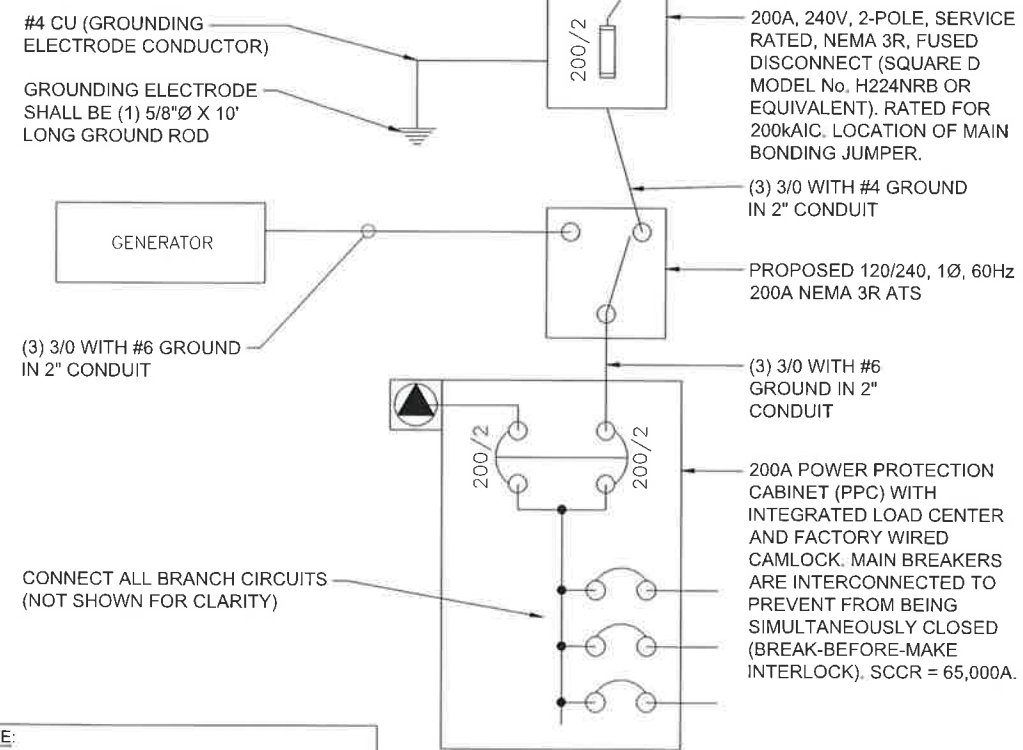 #4 CU (GROUNDING
ELECTRODE CONDUCTOR)
GROUNDING ELECTRODE
SHALL BE (1) 5/8"Ø X 10'
LONG GROUND ROD
200/2
200A, 240V, 2-POLE, SERVICE
RATED, NEMA 3R, FUSED
DISCONNECT (SQUARE D
MODEL No. H224NRB OR
EQUIVALENT). RATED FOR
200kAIC. LOCATION OF MAIN
BONDING JUMPER.
(3) 3/0 WITH #4 GROUND
IN 2" CONDUIT
GENERATOR
PROPOSED 120/240, 1Ø, 60Hz
200A NEMA 3R ATS
(3) 3/0 WITH #6 GROUND
IN 2" CONDUIT
(3) 3/0 WITH #6
GROUND IN 2"
CONDUIT
200/2
200/2
200A POWER PROTECTION
CABINET (PPC) WITH
INTEGRATED LOAD CENTER
AND FACTORY WIRED
CAMLOCK. MAIN BREAKERS
ARE INTERCONNECTED TO
PREVENT FROM BEING
SIMULTANEOUSLY CLOSED
(BREAK-BEFORE-MAKE
INTERLOCK). SCCR = 65,000A.
CONNECT ALL BRANCH CIRCUITS
(NOT SHOWN FOR CLARITY)
E: